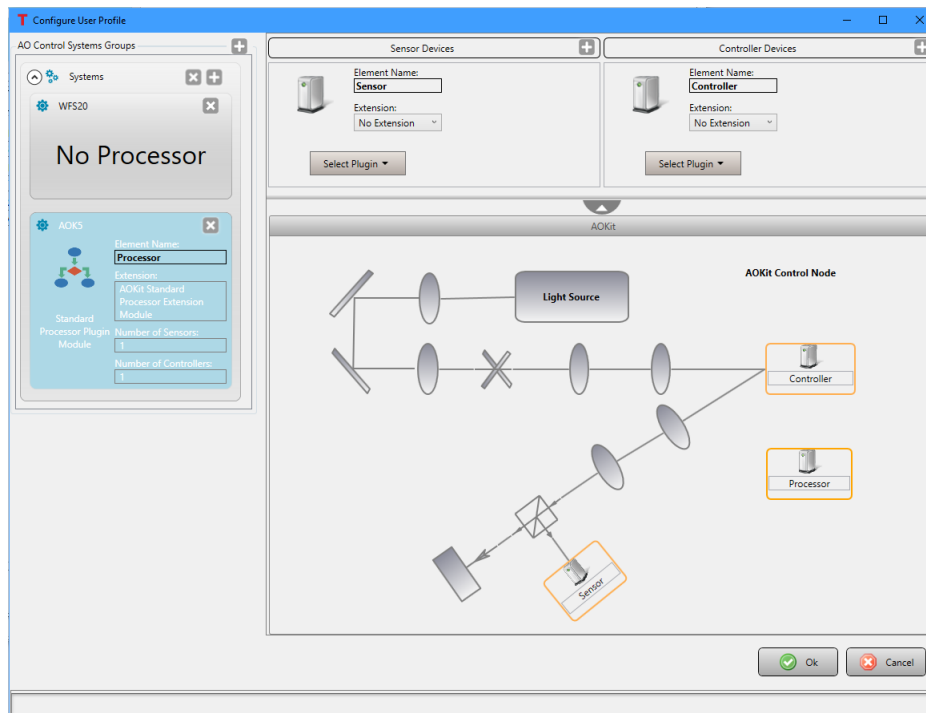 Configure User Profile
AO Control Systems Groups
Systems
WFS20
No Processor
AOK5
Element Name:
Processor
Extension:
AOKit Standard
Processor Extension
Module
Standard
Processor Plugin
Module
Number of Sensors:
1
Number of Controllers:
1
Sensor Devices
Element Name:
Sensor
Extension:
No Extension
Select Plugin
Controller Devices
Element Name:
Controller
Extension:
No Extension
Select Plugin
AOKit
AOKit Control Node
Light Source
Controller
Processor
Sensor
Ok
Cancel